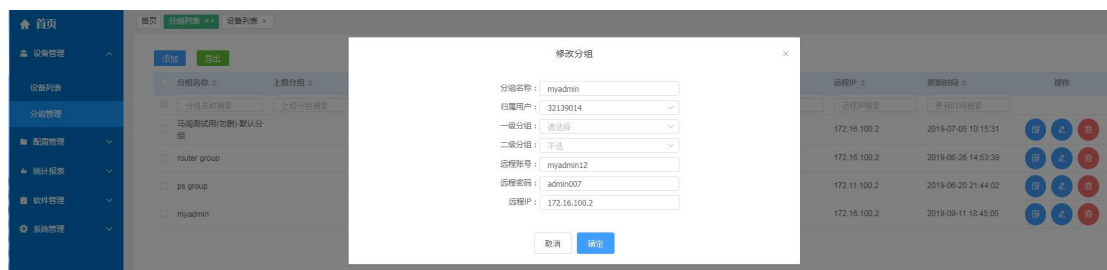 首页
设备管理
设备列表
分组管理
配置管理
统计报表
软件管理
系统管理
首页 分组列表 × 设备列表 ×
添加 导出
分组名称 上级分组 远程IP 更新时间 操作
分组名称搜索 上级分组搜索 远程IP搜索 更新时间搜索
马闯测试用(勿删)-默认分组 172.16.100.2 2019-07-05 10:15:31
router group 172.16.100.2 2019-06-26 14:53:39
ps group 172.11.100.2 2019-06-20 21:44:02
myadmin 172.16.100.2 2019-09-11 18:45:05
修改分组 ×
分组名称： myadmin
归属用户： 32139014
一级分组： 请选择
二级分组： 不选
远程账号： myadmin12
远程密码： admin007
远程IP： 172.16.100.2
取消 确定